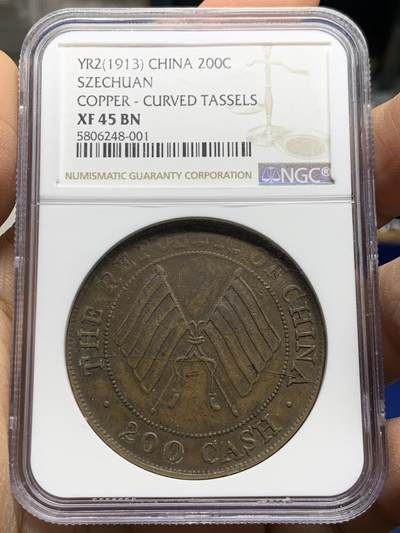 YR2(1913) CHINA 200C
SZECHUAN
COPPER - CURVED TASSELS
XF 45 BN
5806248-001
NUMISMATIC GUARANTY CORPORATION
NGC®
THE REPUBLIC OF CHINA
200 CASH